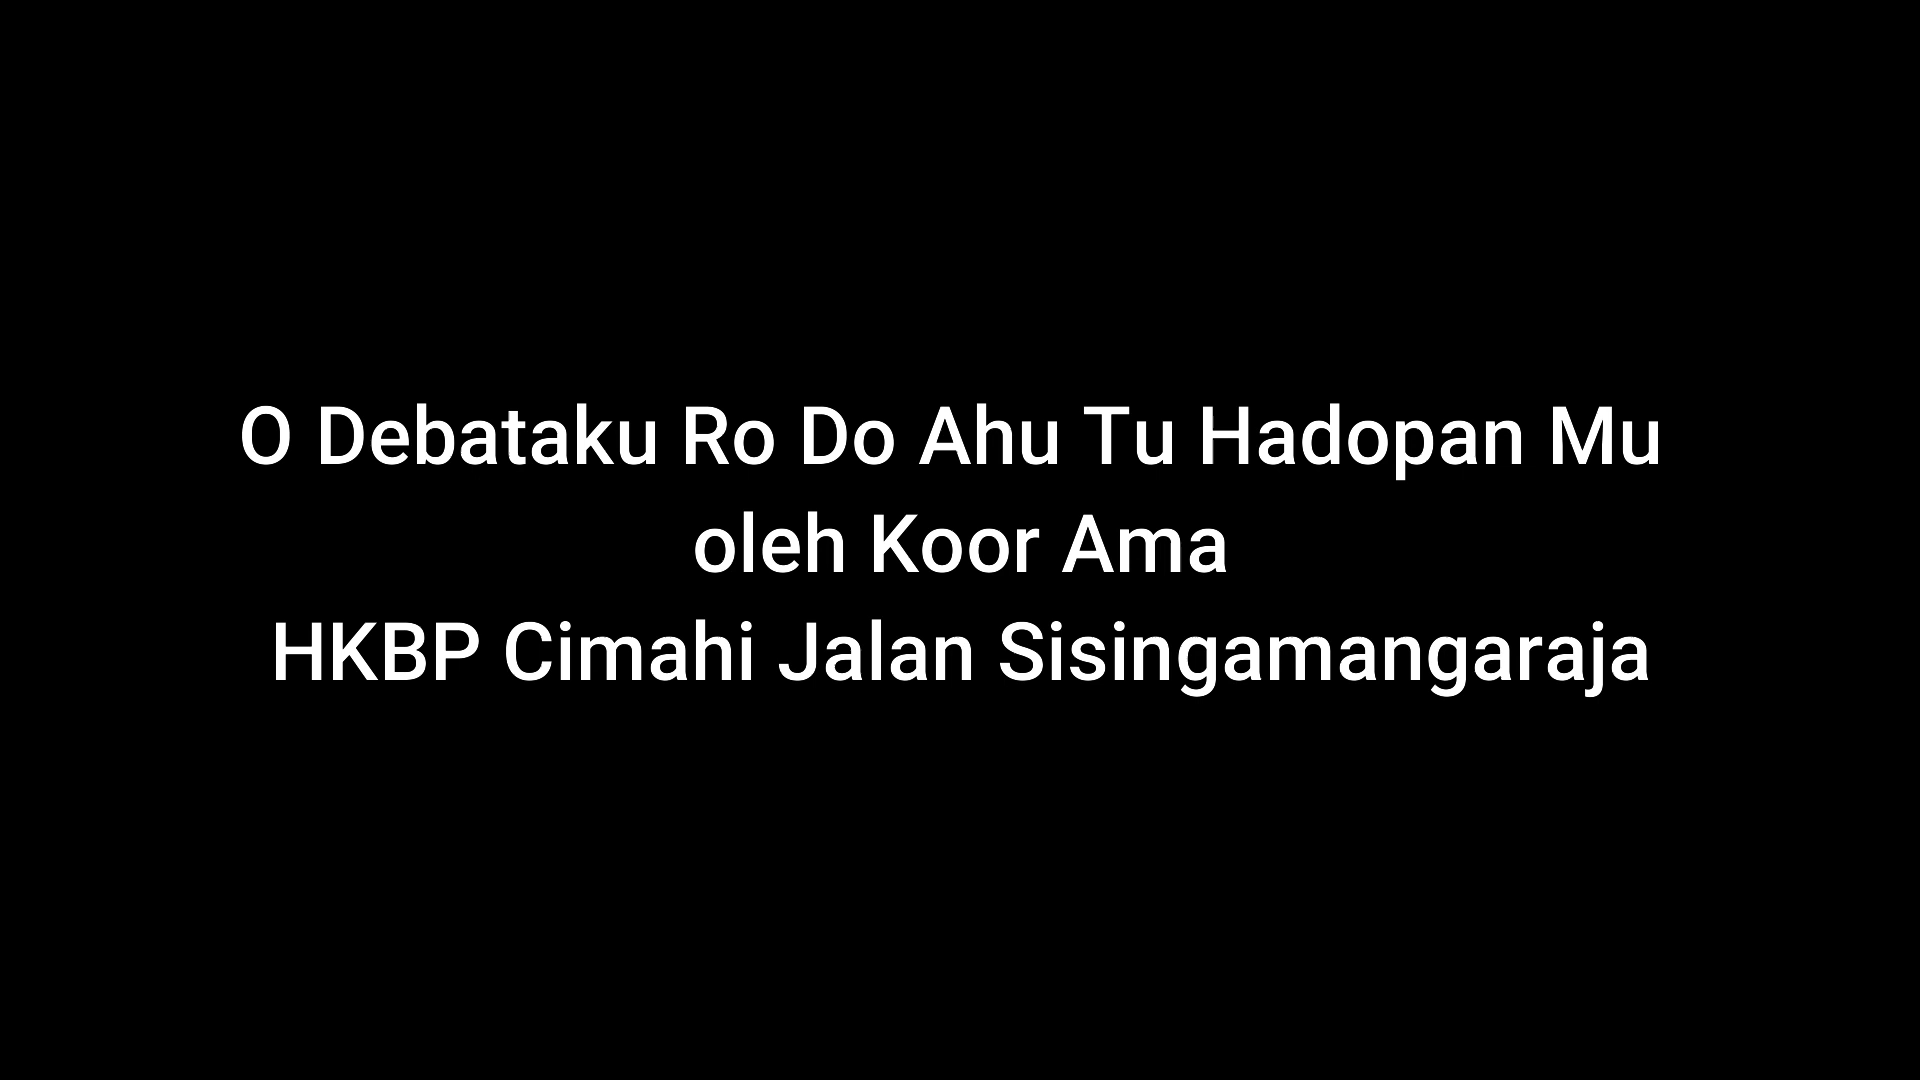 O Debataku Ro Do Ahu Tu Hadopan Mu
oleh Koor Ama
HKBP Cimahi Jalan Sisingamangaraja